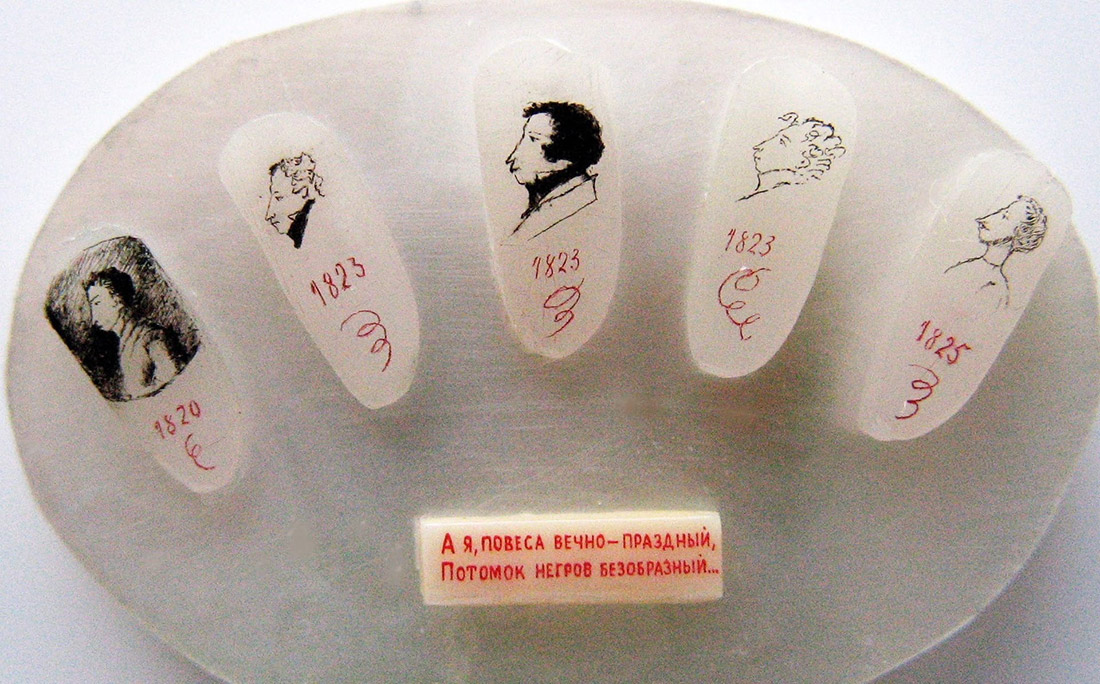 1820
1823
1823
1823
1825
А я, повеса вечно—праздный,
Потомок негров безобразный...